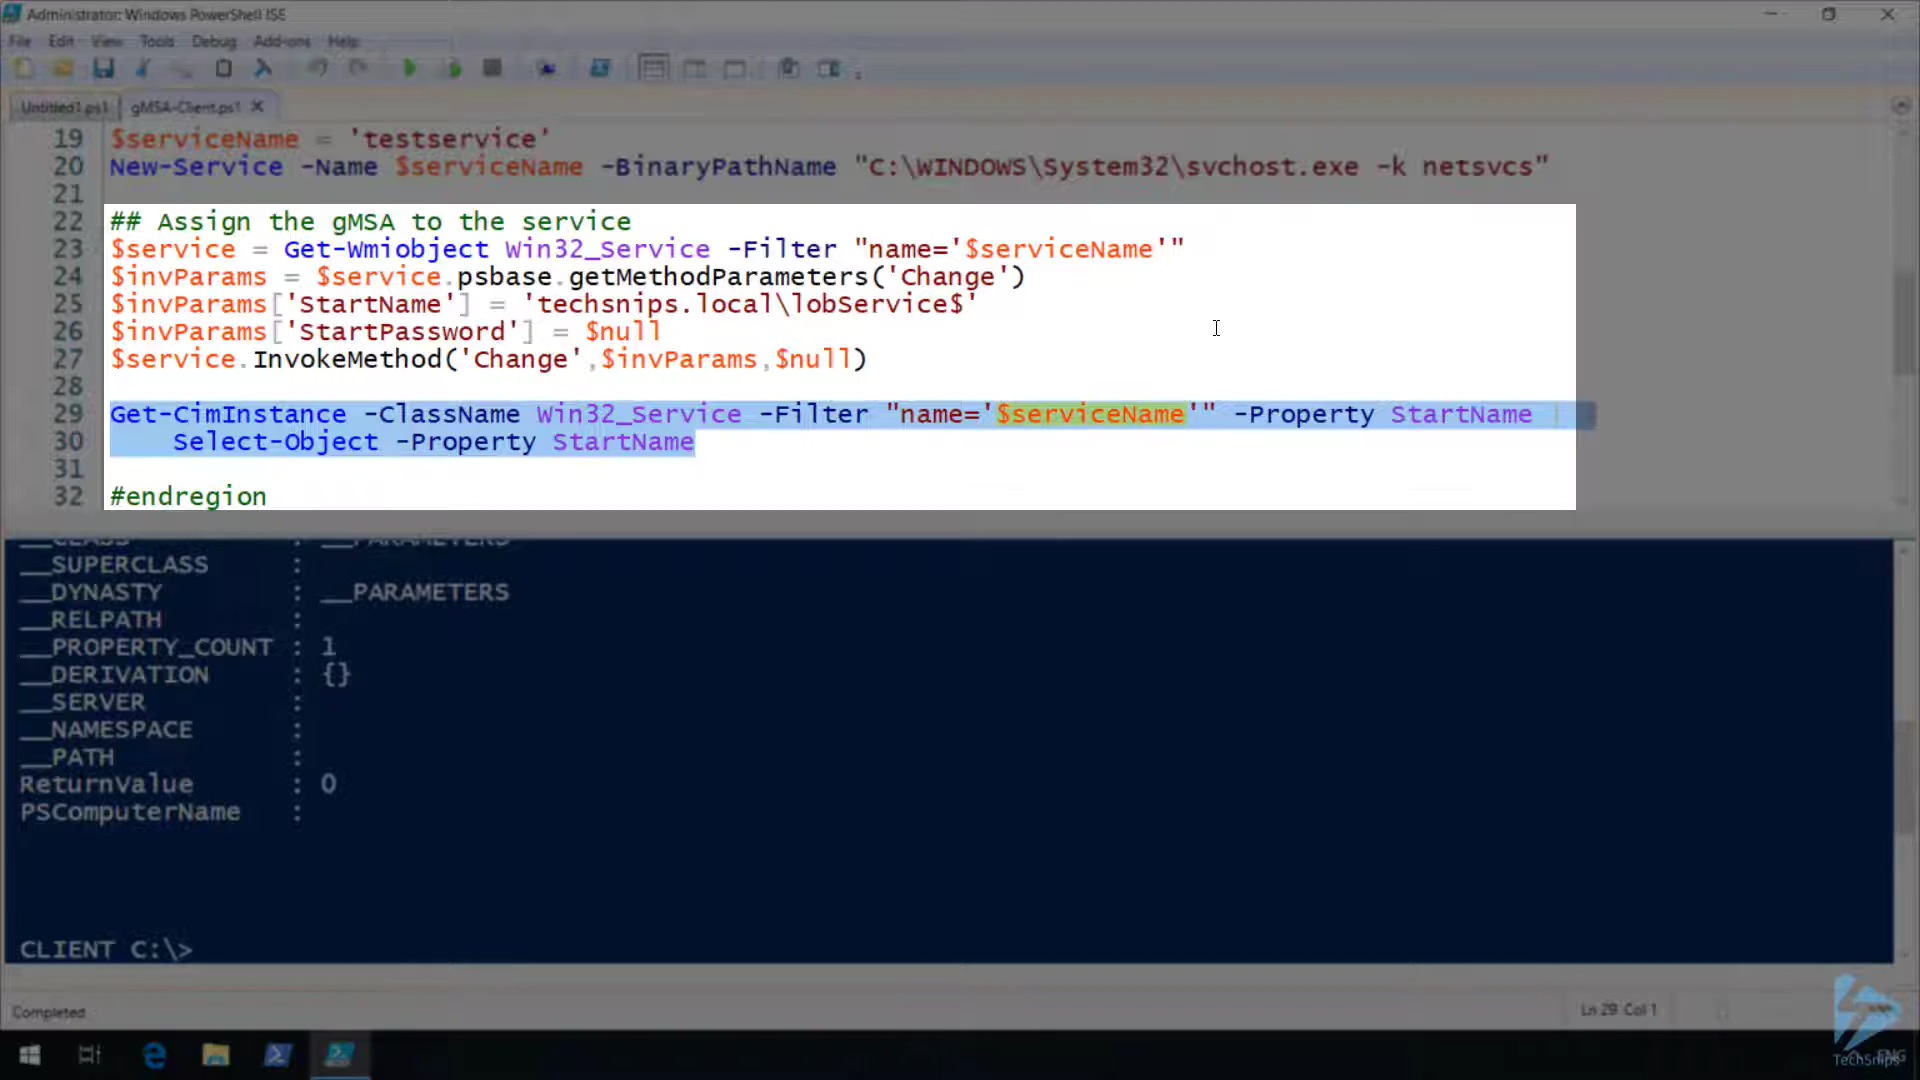 Administrator: Windows PowerShell ISE
File Edit View Tools Debug Add-ons Help
Untitled1.ps1 gMSA-Client.ps1
19 $serviceName = 'testservice'
20 New-Service -Name $serviceName -BinaryPathName "C:\WINDOWS\System32\svchost.exe -k netsvcs"
21
22 ## Assign the gMSA to the service
23 $service = Get-Wmiobject Win32_Service -Filter "name='$serviceName'"
24 $invParams = $service.psbase.getMethodParameters('Change')
25 $invParams['StartName'] = 'techsnips.local\lobService$'
26 $invParams['StartPassword'] = $null
27 $service.InvokeMethod('Change',$invParams,$null)
28
29 Get-CimInstance -ClassName Win32_Service -Filter "name='$serviceName'" -Property StartName |
30 Select-Object -Property StartName
31
32 #endregion
__CLASS : __PARAMETERS
__SUPERCLASS :
__DYNASTY : __PARAMETERS
__RELPATH :
__PROPERTY_COUNT : 1
__DERIVATION : {}
__SERVER :
__NAMESPACE :
__PATH :
ReturnValue : 0
PSComputerName :
CLIENT C:\>
Completed
Ln 29 Col 1
TechSnips
ENG